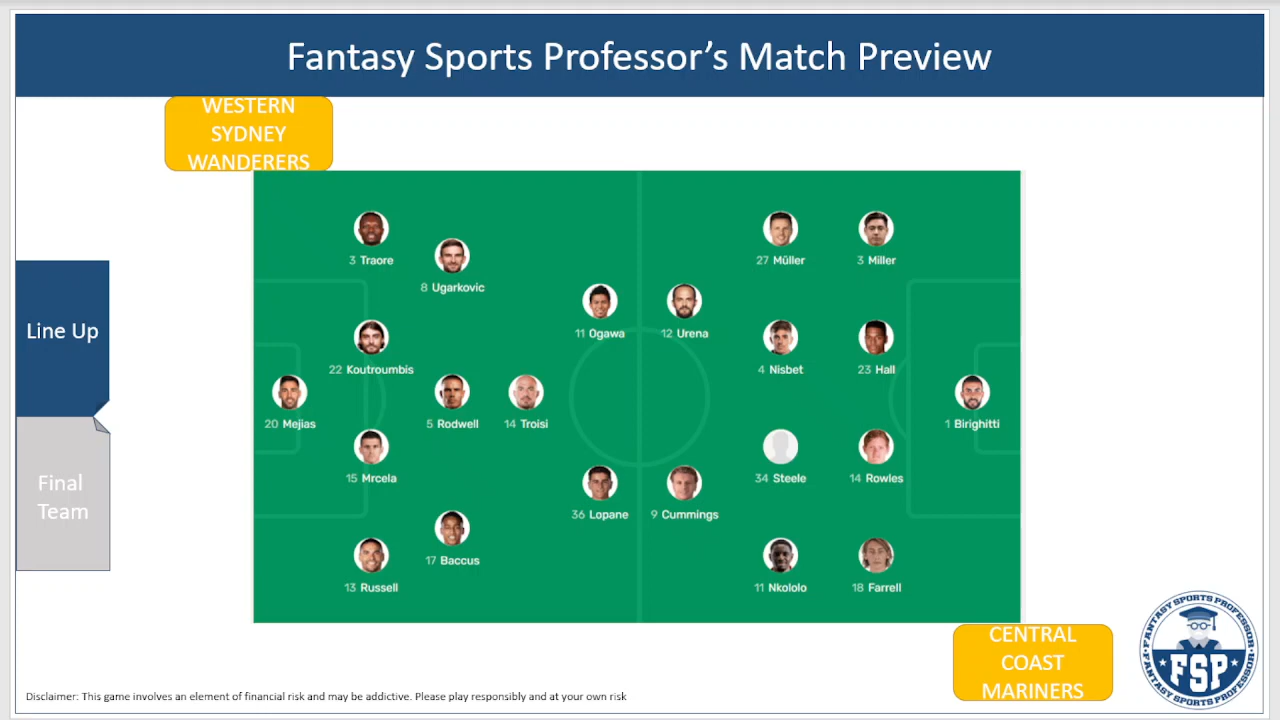 Fantasy Sports Professor’s Match Preview
WESTERN
SYDNEY
WANDERERS
Line Up
Final
Team
3 Traore
8 Ugarkovic
22 Koutroumbis
20 Mejias
5 Rodwell
14 Troisi
15 Mrcela
17 Baccus
13 Russell
11 Ogawa
36 Lopane
12 Urena
9 Cummings
27 Müller
3 Miller
4 Nisbet
23 Hall
1 Birighitti
34 Steele
14 Rowles
11 Nkololo
18 Farrell
CENTRAL
COAST
MARINERS
FANTASY SPORTS PROFESSOR
FSP
FANTASY SPORTS PROFESSOR
Disclaimer: This game involves an element of financial risk and may be addictive. Please play responsibly and at your own risk